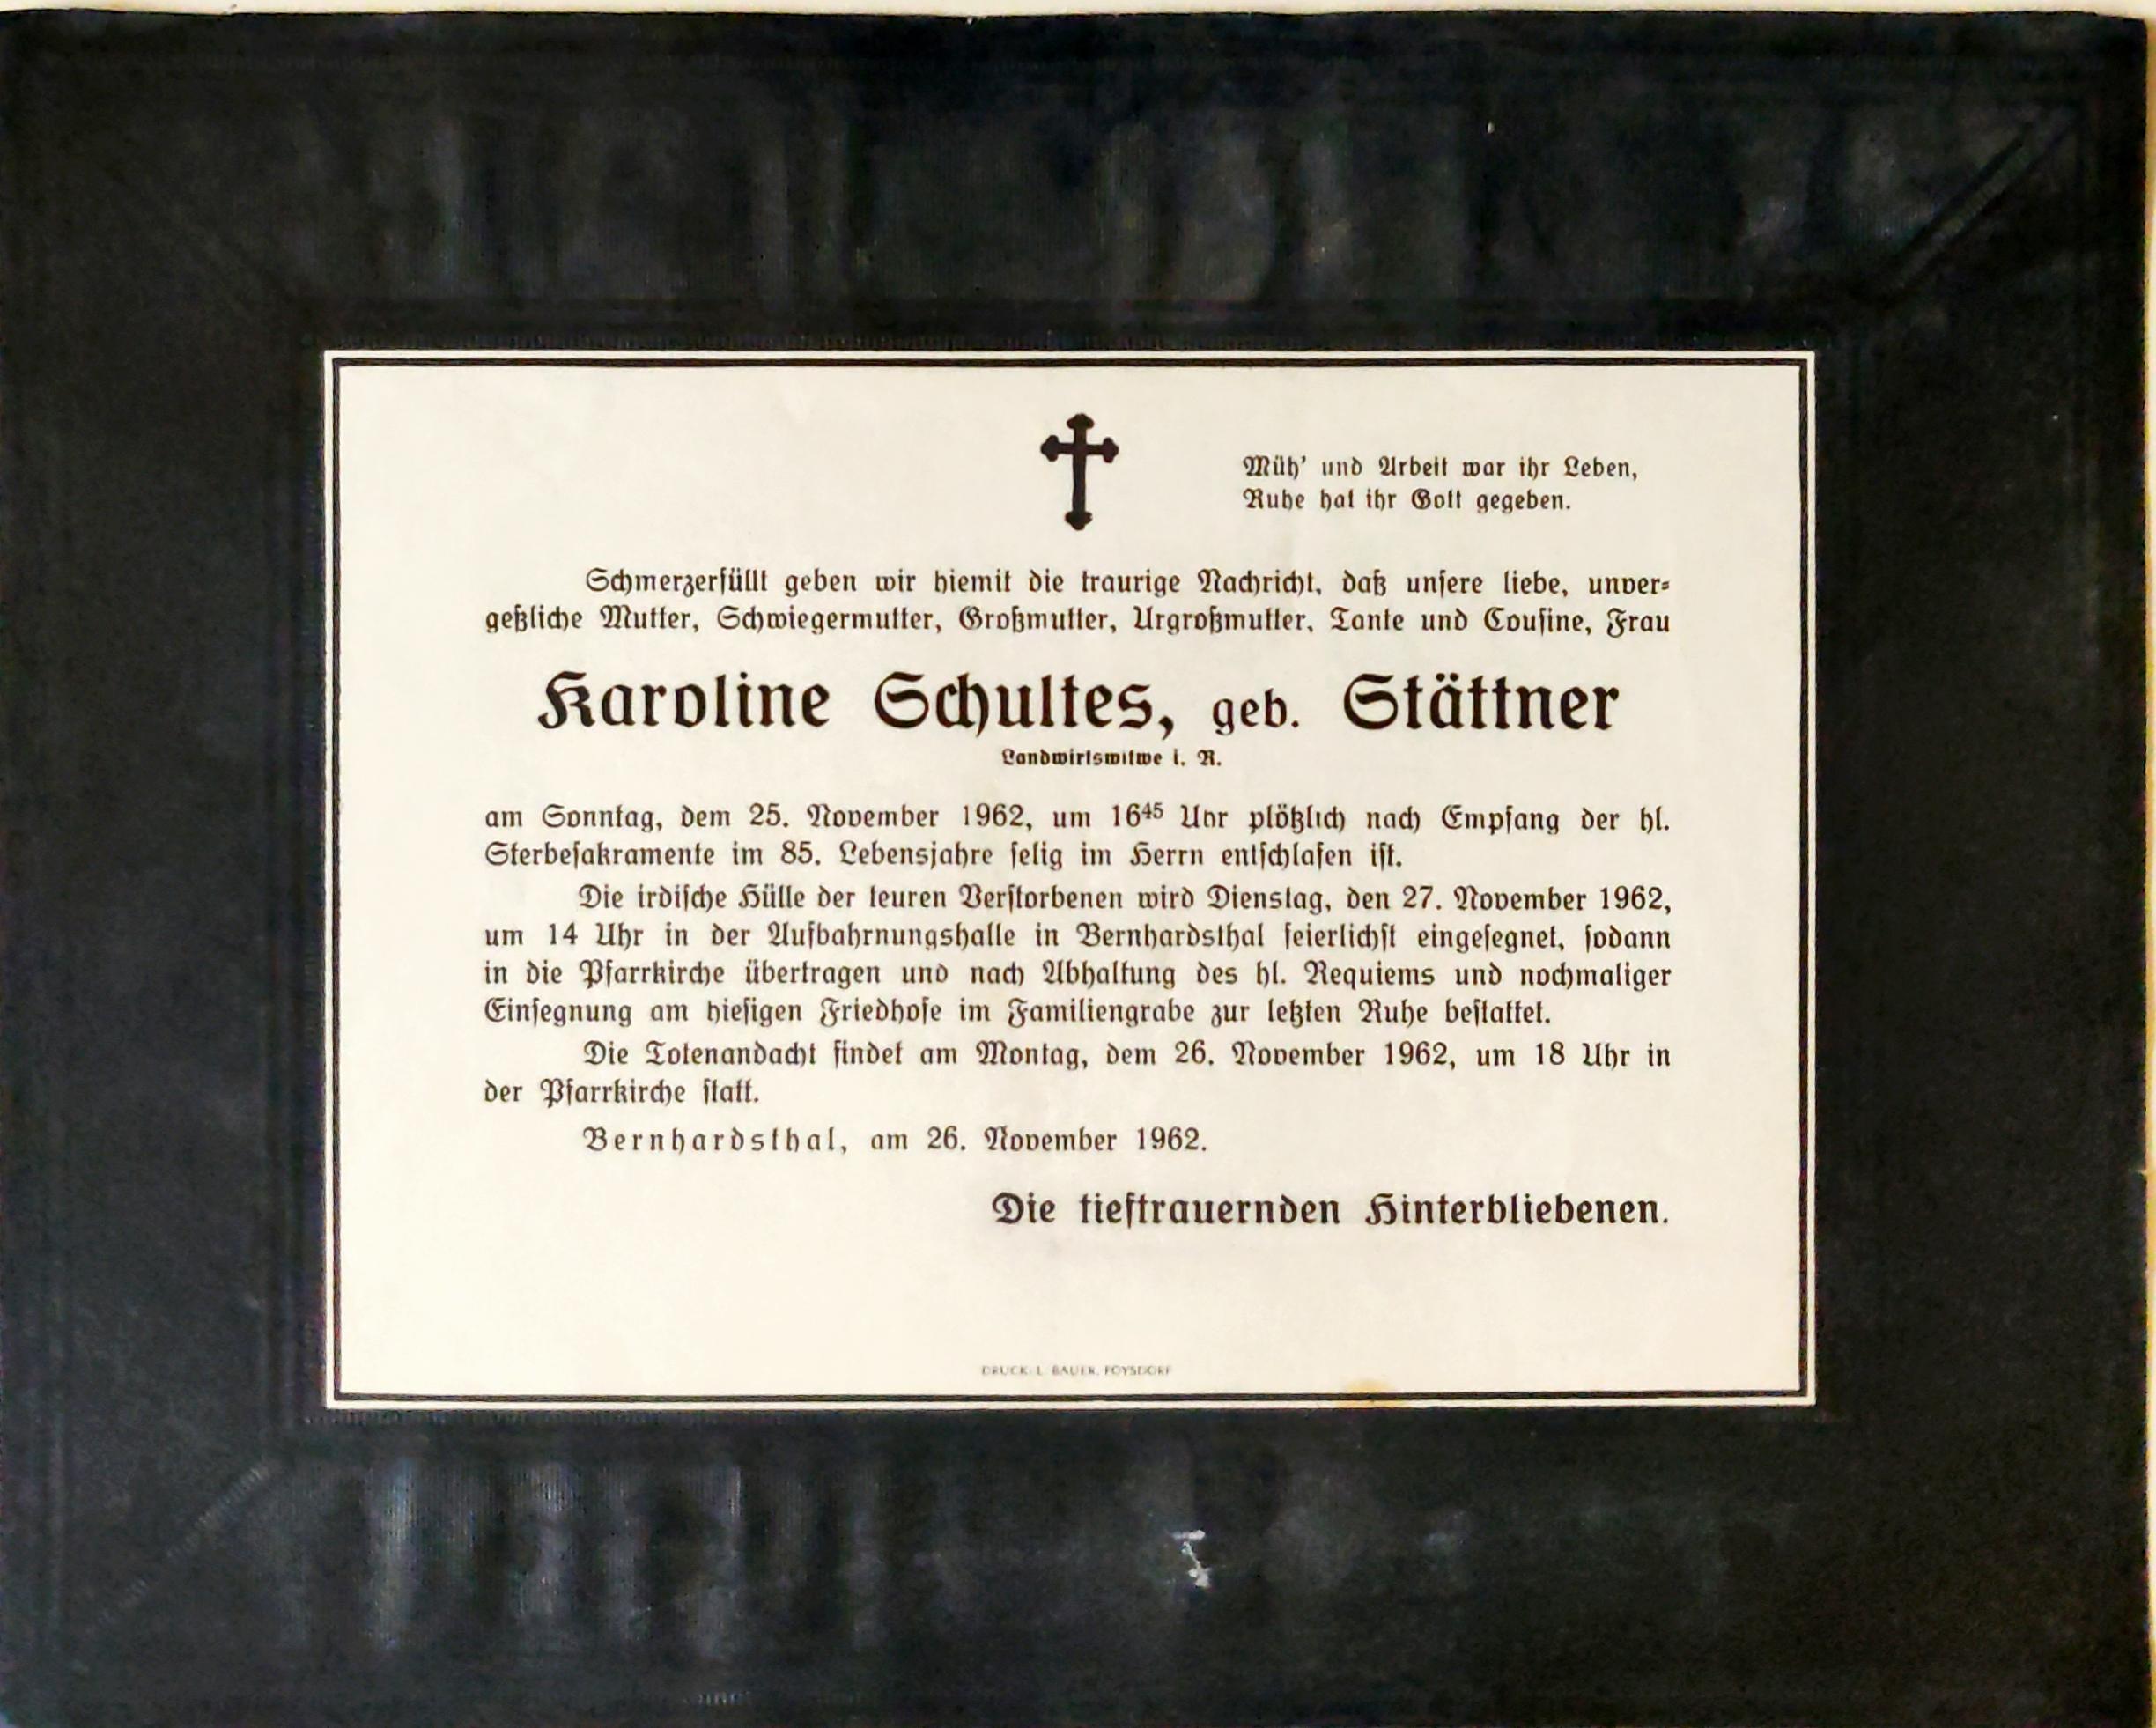 Müh' und Arbeit war ihr Leben,
Ruhe hat ihr Gott gegeben.
Schmerzerfüllt geben wir hiemit die traurige Nachricht, daß unsere liebe, unver-
geßliche Mutter, Schwiegermutter, Großmutter, Urgroßmutter, Tante und Cousine, Frau
Karoline Schultes, geb. Stättner
Landwirtswitwe i. R.
am Sonntag, dem 25. November 1962, um 16⁴⁵ Uhr plötzlich nach Empfang der hl.
Sterbesakramente im 85. Lebensjahre selig im Herrn entschlafen ist.
Die irdische Hülle der teuren Verstorbenen wird Dienstag, den 27. November 1962,
um 14 Uhr in der Aufbahrnungshalle in Bernhardsthal feierlichst eingesegnet, sodann
in die Pfarrkirche übertragen und nach Abhaltung des hl. Requiems und nochmaliger
Einsegnung am hiesigen Friedhofe im Familiengrabe zur letzten Ruhe bestattet.
Die Totenandacht findet am Montag, dem 26. November 1962, um 18 Uhr in
der Pfarrkirche statt.
Bernhardsthal, am 26. November 1962.
Die tieftrauernden Hinterbliebenen.
DRUCK: L. BAUER, POYSDORF